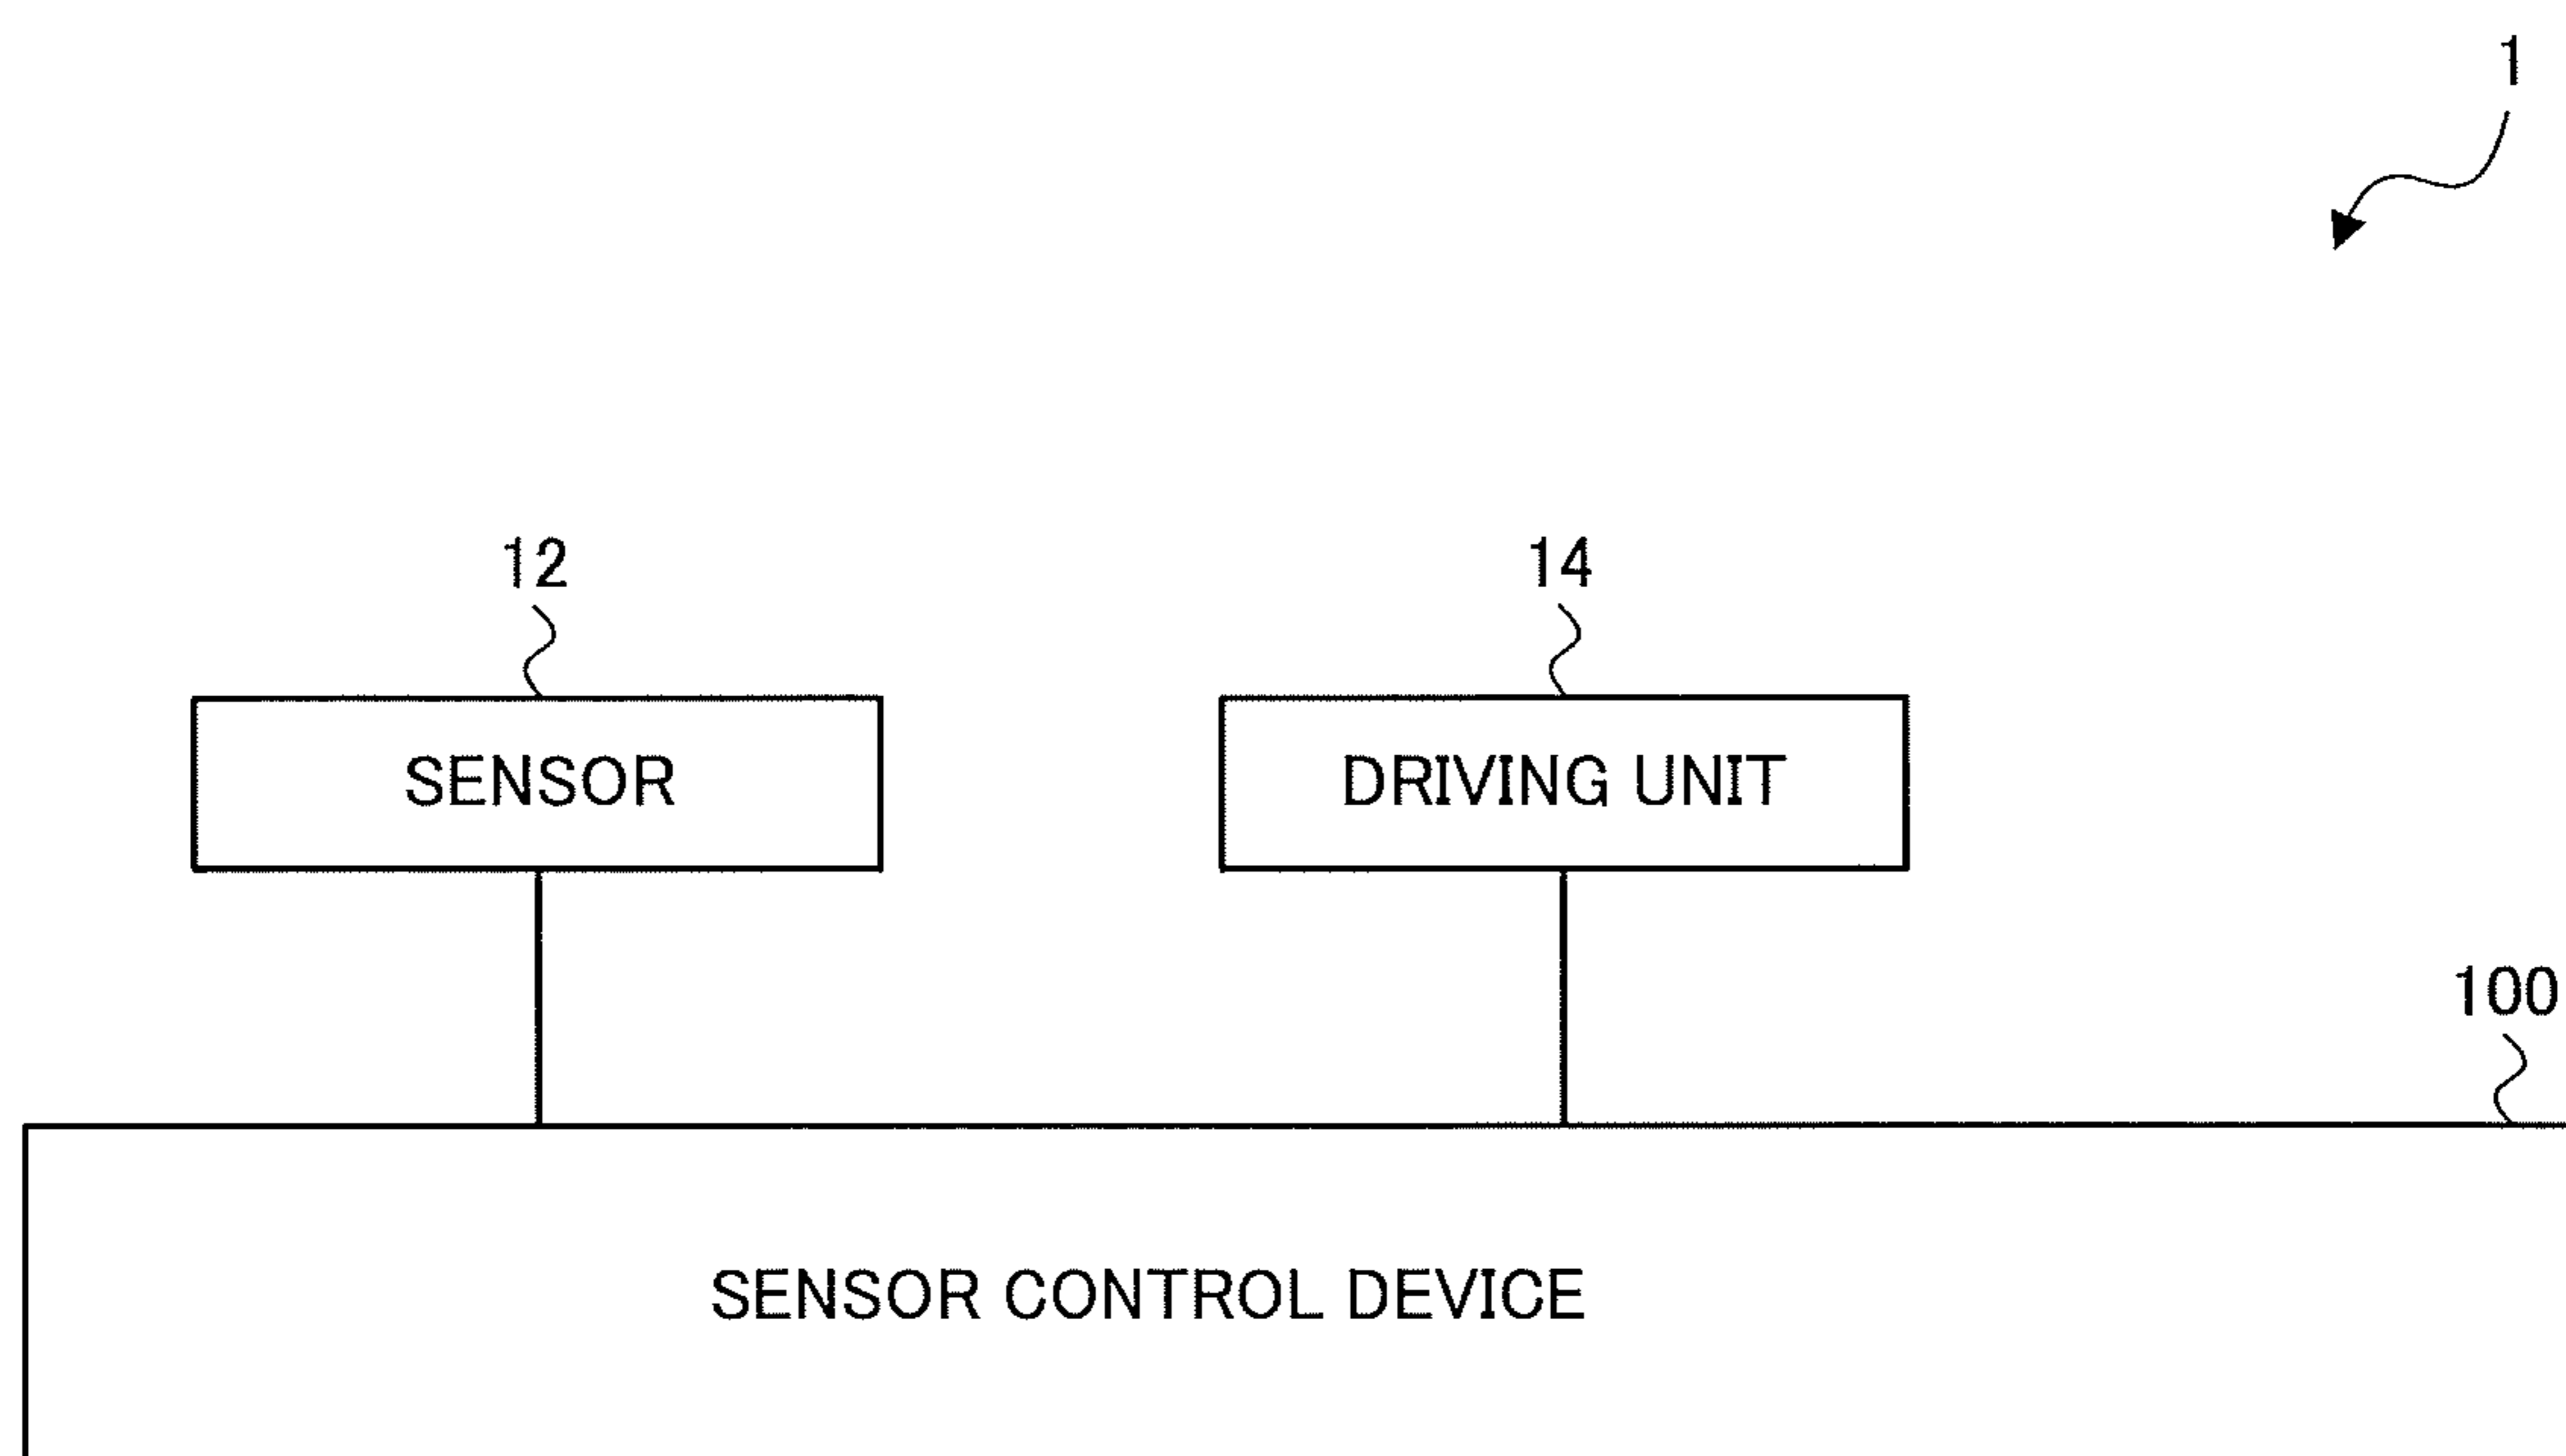 1
12
14
SENSOR
DRIVING UNIT
100
SENSOR CONTROL DEVICE